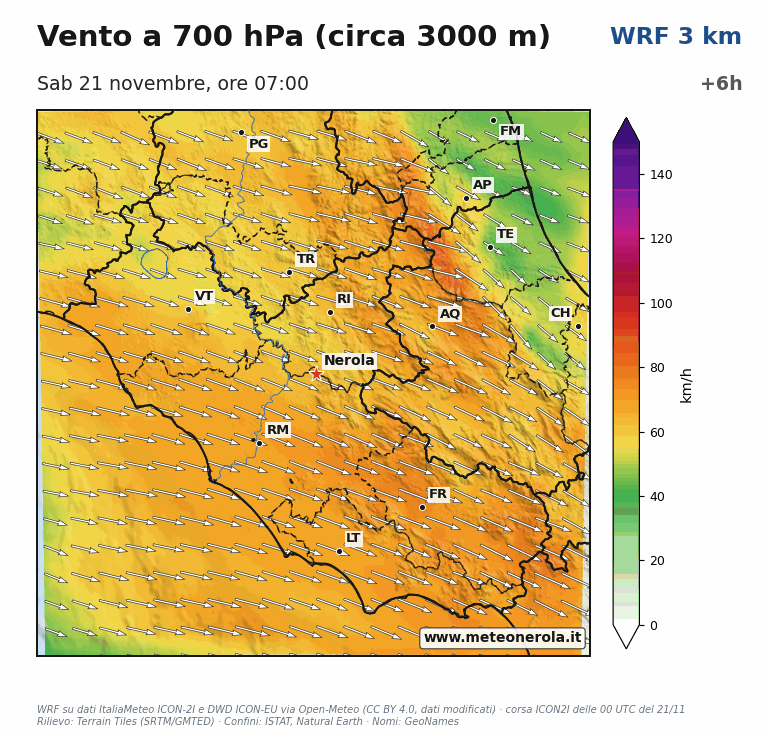 Vento a 700 hPa (circa 3000 m)
WRF 3 km
Sab 21 novembre, ore 07:00
+6h
FM
PG
AP
TE
TR
VT
RI
AQ
CH
Nerola
RM
FR
LT
www.meteonerola.it
140
120
100
80
60
40
20
0
km/h
WRF su dati ItaliaMeteo ICON-2I e DWD ICON-EU via Open-Meteo (CC BY 4.0, dati modificati) · corsa ICON2I delle 00 UTC del 21/11
Rilievo: Terrain Tiles (SRTM/GMTED) · Confini: ISTAT, Natural Earth · Nomi: GeoNames